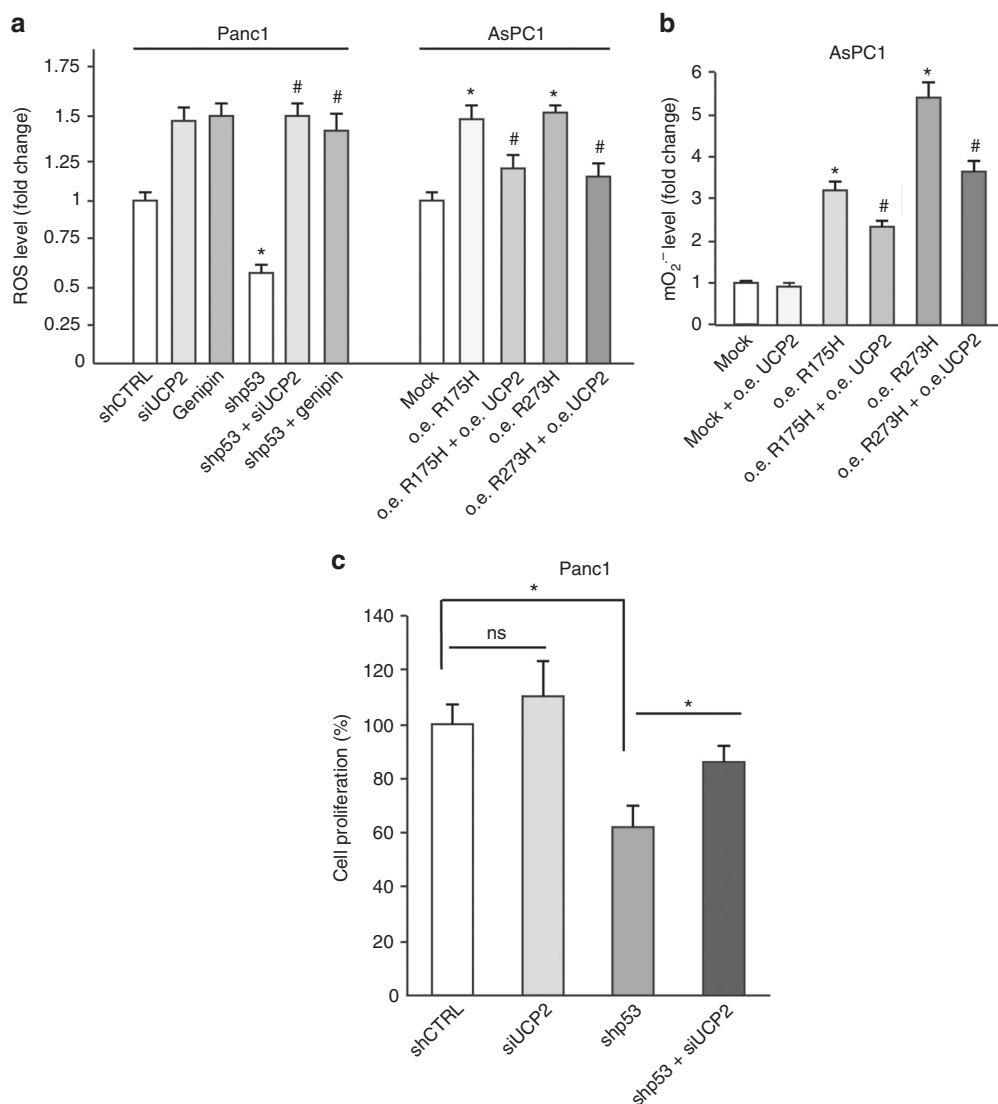 a
Panc1
AsPC1
ROS level (fold change)
1.75
1.5
1.25
1
0.75
0.5
0.25
0
#
#
*
*
#
*
#
shCTRL
siUCP2
Genipin
shp53
shp53 + siUCP2
shp53 + genipin
Mock
o.e. R175H
o.e. R175H + o.e. UCP2
o.e. R273H
o.e. R273H + o.e.UCP2
b
AsPC1
mO2·− level (fold change)
6
5
4
3
2
1
0
*
#
*
#
Mock
Mock + o.e. UCP2
o.e. R175H
o.e. R175H + o.e. UCP2
o.e. R273H
o.e. R273H + o.e.UCP2
c
Panc1
Cell proliferation (%)
140
120
100
80
60
40
20
0
*
ns
*
shCTRL
siUCP2
shp53
shp53 + siUCP2